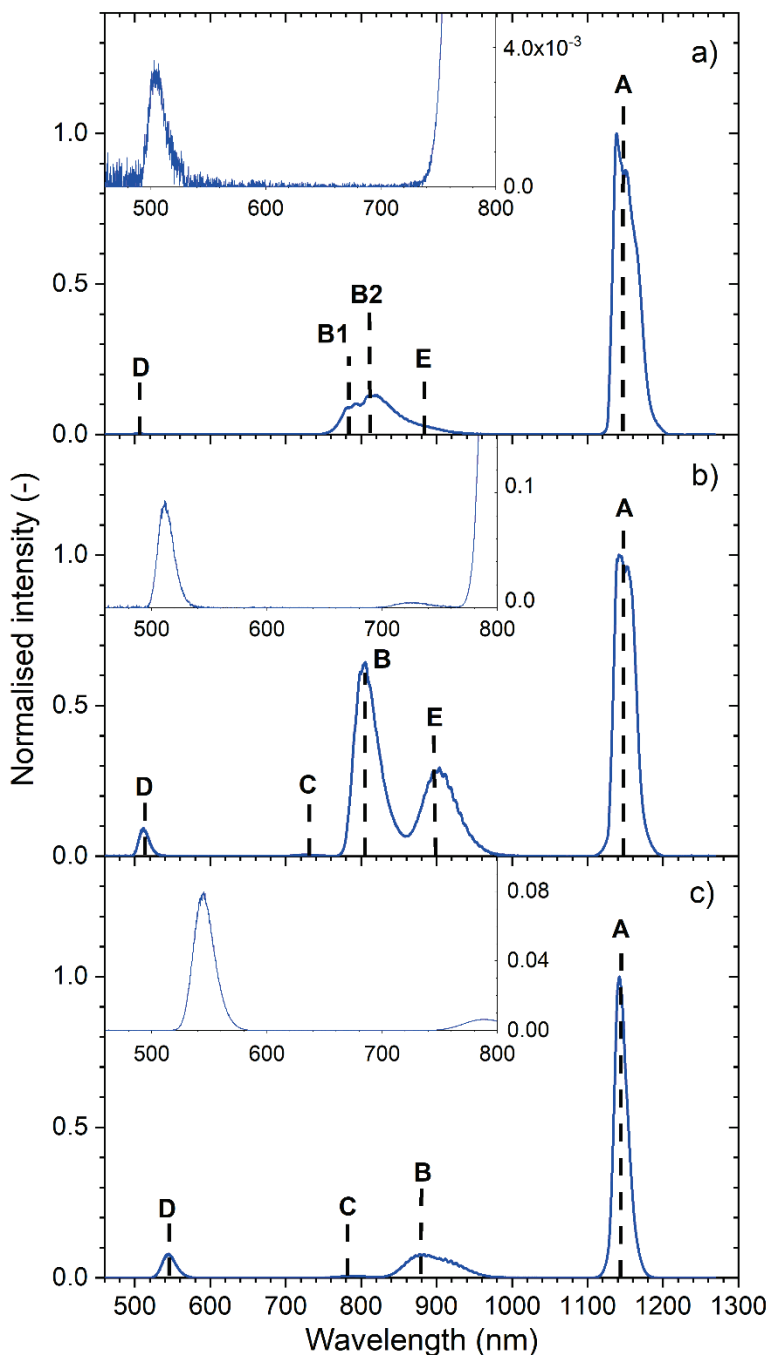 a)
4.0x10-3
0.0
500 600 700 800
1.0
0.5
0.0
A
B2
B1
E
D
b)
0.1
0.0
500 600 700 800
1.0
0.5
0.0
A
B
E
C
D
c)
0.08
0.04
0.00
500 600 700 800
1.0
0.5
0.0
A
B
C
D
Normalised intensity (-)
500 600 700 800 900 1000 1100 1200 1300
Wavelength (nm)